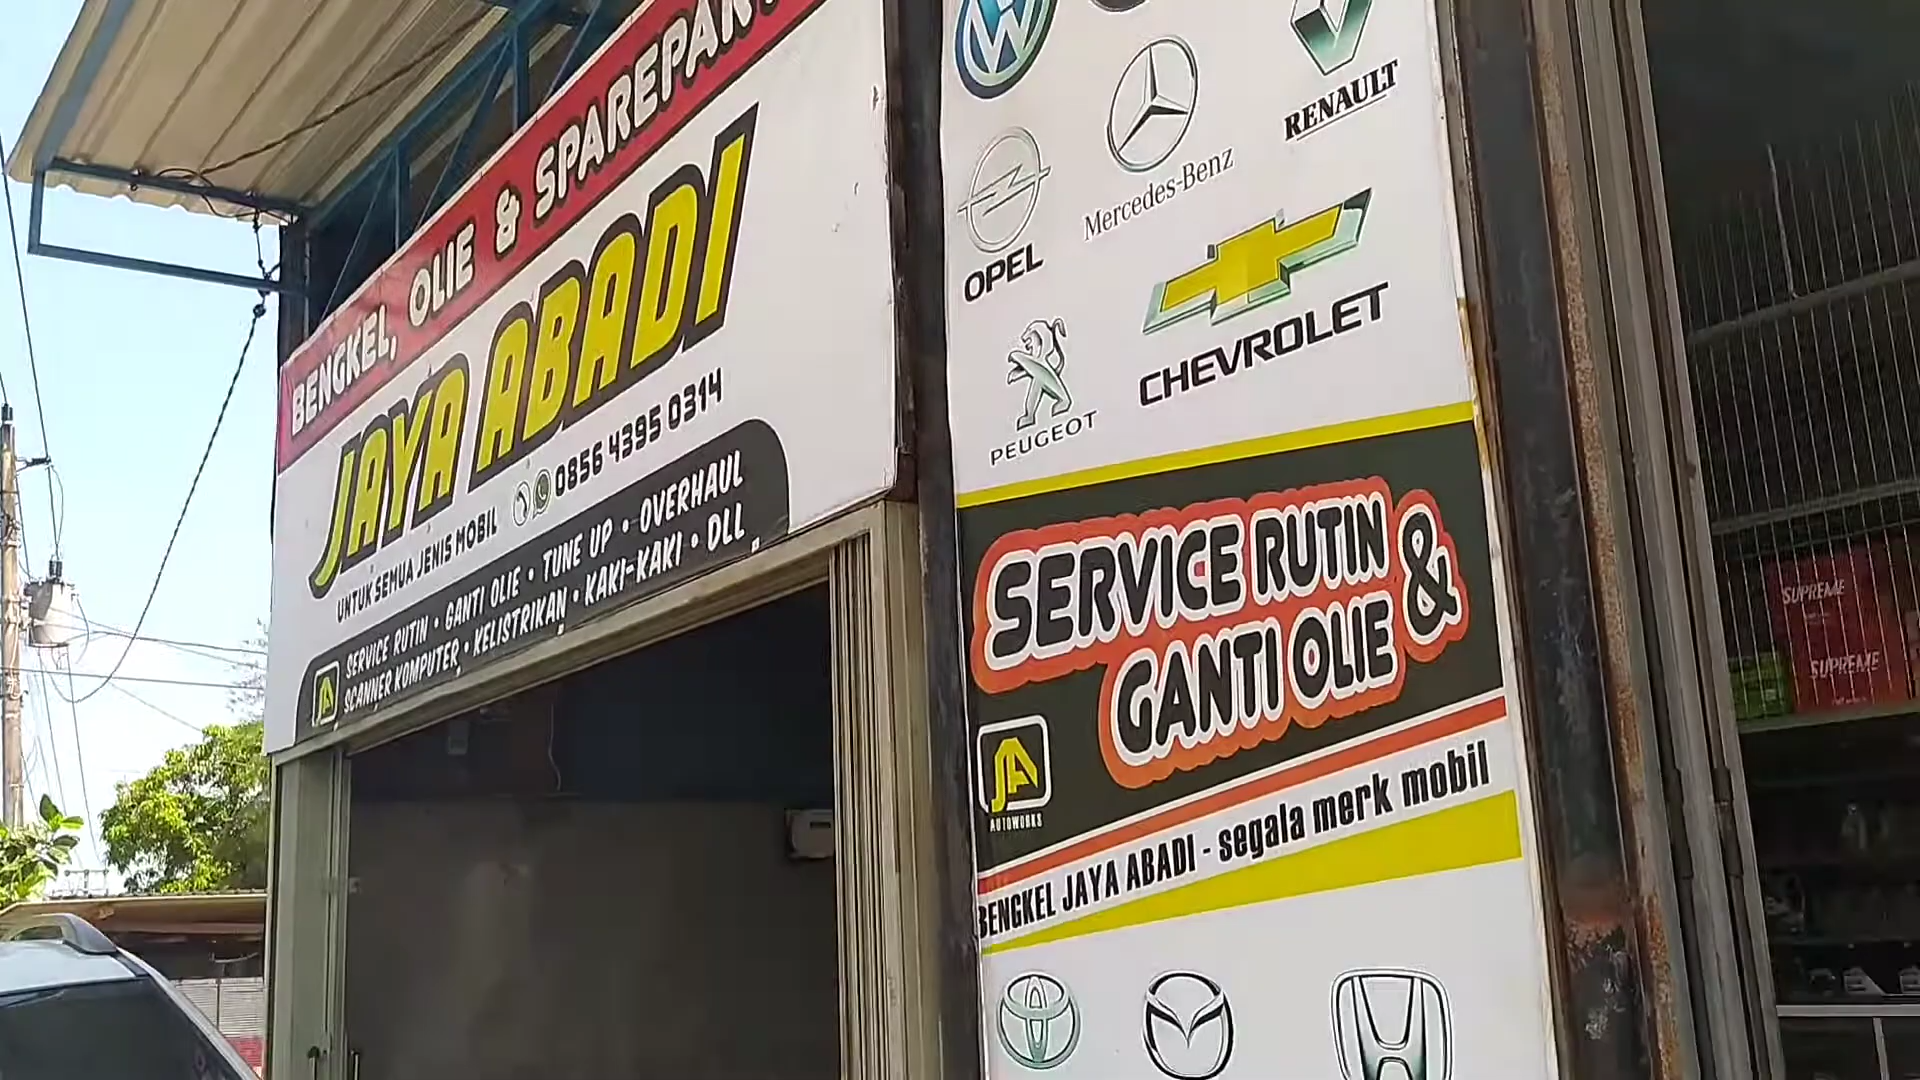 BENGKEL, OLIE & SPAREPART
JAYA ABADI
UNTUK SEMUA JENIS MOBIL 0856 4395 0314
SERVICE RUTIN • GANTI OLIE • TUNE UP • OVERHAUL
SCANNER KOMPUTER • KELISTRIKAN • KAKI-KAKI • DLL
JA
RENAULT
Mercedes-Benz
OPEL
CHEVROLET
PEUGEOT
SERVICE RUTIN &
GANTI OLIE
JA
AUTOWORKS
BENGKEL JAYA ABADI - segala merk mobil
SUPREME
SUPREME